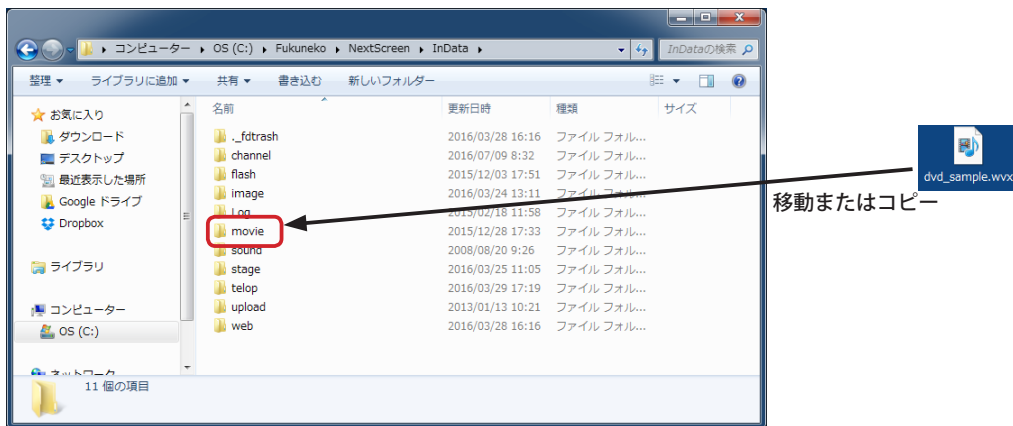 コンピューター ▸ OS (C:) ▸ Fukuneko ▸ NextScreen ▸ InData ▸ InDataの検索
整理 ▼ ライブラリに追加 ▼ 共有 ▼ 書き込む 新しいフォルダー
お気に入り
ダウンロード
デスクトップ
最近表示した場所
Google ドライブ
Dropbox
ライブラリ
コンピューター
OS (C:)
ネットワーク
名前 更新日時 種類 サイズ
._fdtrash 2016/03/28 16:16 ファイル フォル...
channel 2016/07/09 8:32 ファイル フォル...
flash 2015/12/03 17:51 ファイル フォル...
image 2016/03/24 13:11 ファイル フォル...
Log 2015/02/18 11:58 ファイル フォル...
movie 2015/12/28 17:33 ファイル フォル...
sound 2008/08/20 9:26 ファイル フォル...
stage 2016/03/25 11:05 ファイル フォル...
telop 2016/03/29 17:19 ファイル フォル...
upload 2013/01/13 10:21 ファイル フォル...
web 2016/03/28 16:16 ファイル フォル...
11 個の項目
dvd_sample.wvx
移動またはコピー